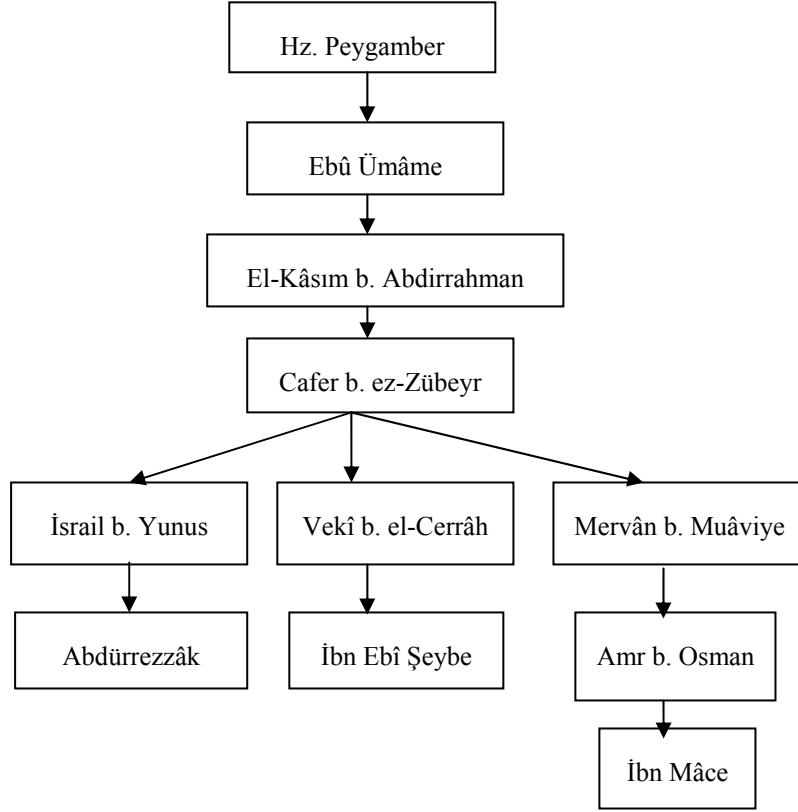 Hz. Peygamber
Ebû Ümâme
El-Kâsım b. Abdirrahman
Cafer b. ez-Zübeyr
İsrail b. Yunus
Vekî b. el-Cerrâh
Mervân b. Muâviye
Abdürrezzâk
İbn Ebî Şeybe
Amr b. Osman
İbn Mâce